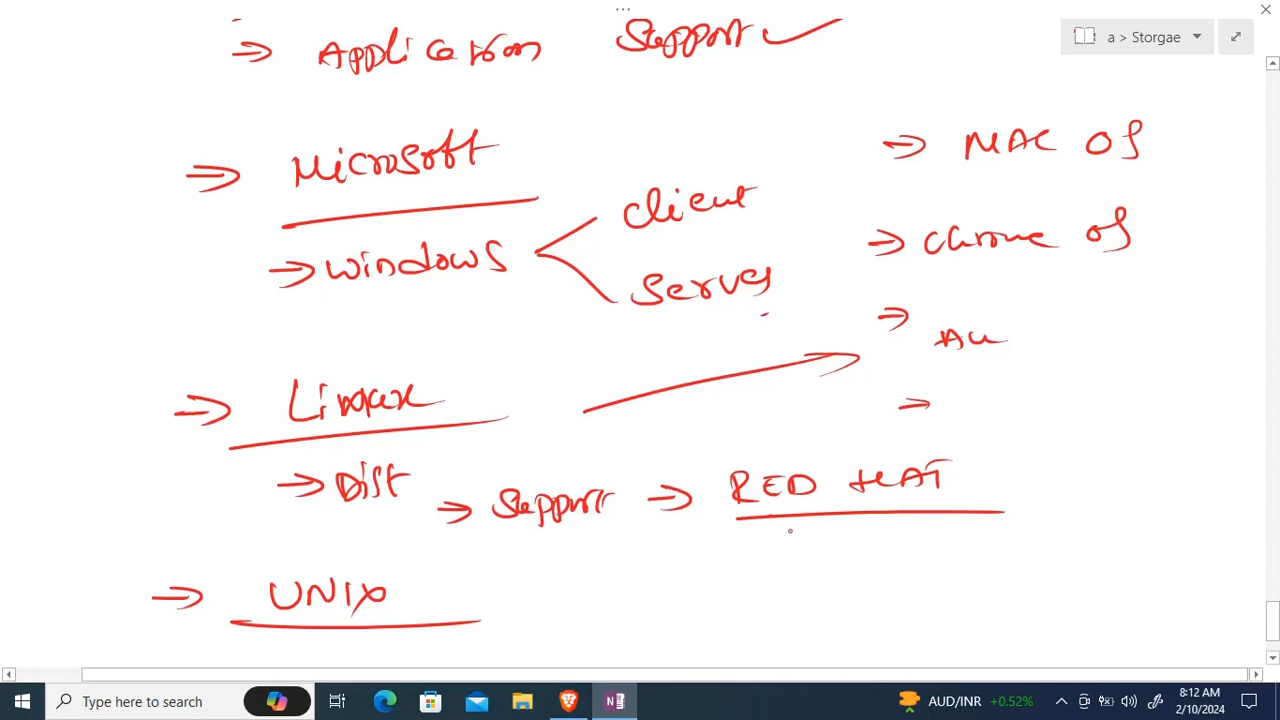 ...
→ Application Support ✓
a > Storgae
→ Microsoft
→ MAC OS
→ Windows
Client
Server
→ Chrome OS
→
→ Linux
→
→ Dist → Support → RED HAT
→ UNIX
Type here to search
AUD/INR +0.52%
8:12 AM
2/10/2024